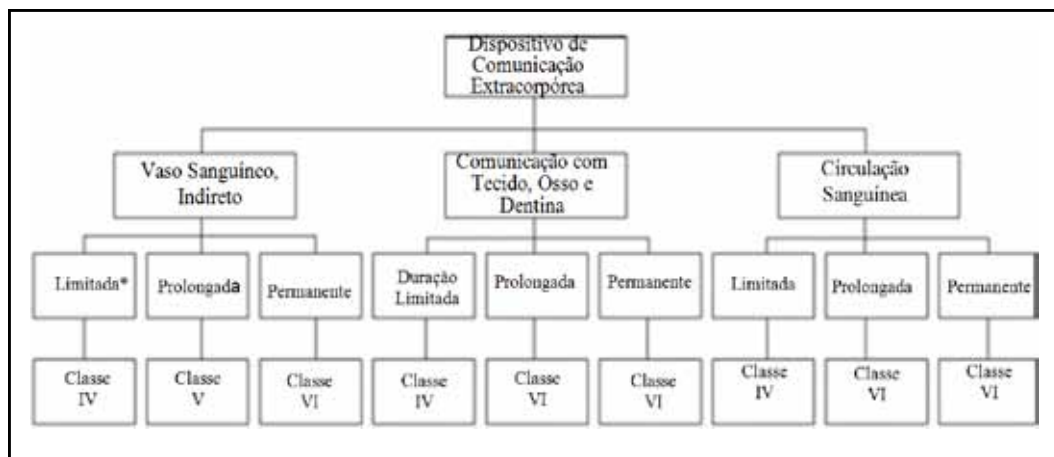 Dispositivo de
Comunicação
Extracorpórea
Vaso Sanguíneo,
Indireto
Comunicação com
Tecido, Osso e
Dentina
Circulação
Sanguínea
Limitada*
Prolongada
Permanente
Duração
Limitada
Prolongada
Permanente
Limitada
Prolongada
Permanente
Classe
IV
Classe
V
Classe
VI
Classe
IV
Classe
VI
Classe
VI
Classe
IV
Classe
VI
Classe
VI